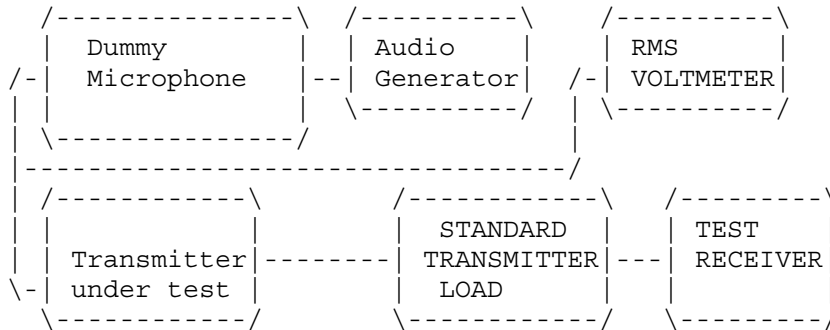 Dummy Audio RMS
Microphone Generator VOLTMETER
STANDARD TEST
Transmitter TRANSMITTER RECEIVER
under test LOAD